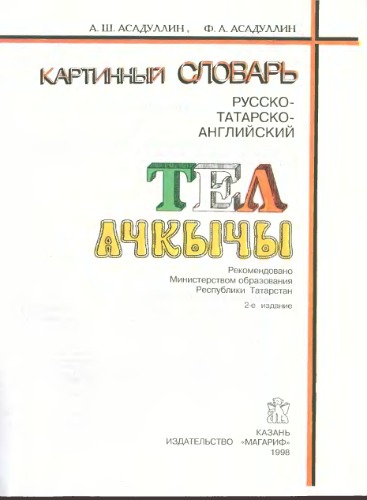 А. Ш. АСАДУЛЛИН, Ф. Л. АСАДУЛЛИН
КАРТИННЫЙ СЛОВАРЬ
РУССКО-
ТАТАРСКО-
АНГЛИЙСКИЙ
ТЕЛ
АЧКЫЧЫ
Рекомендовано
Министерством образования
Республики Татарстан
2-е издание
КАЗАНЬ
ИЗДАТЕЛЬСТВО «МАГАРИФ»
1998